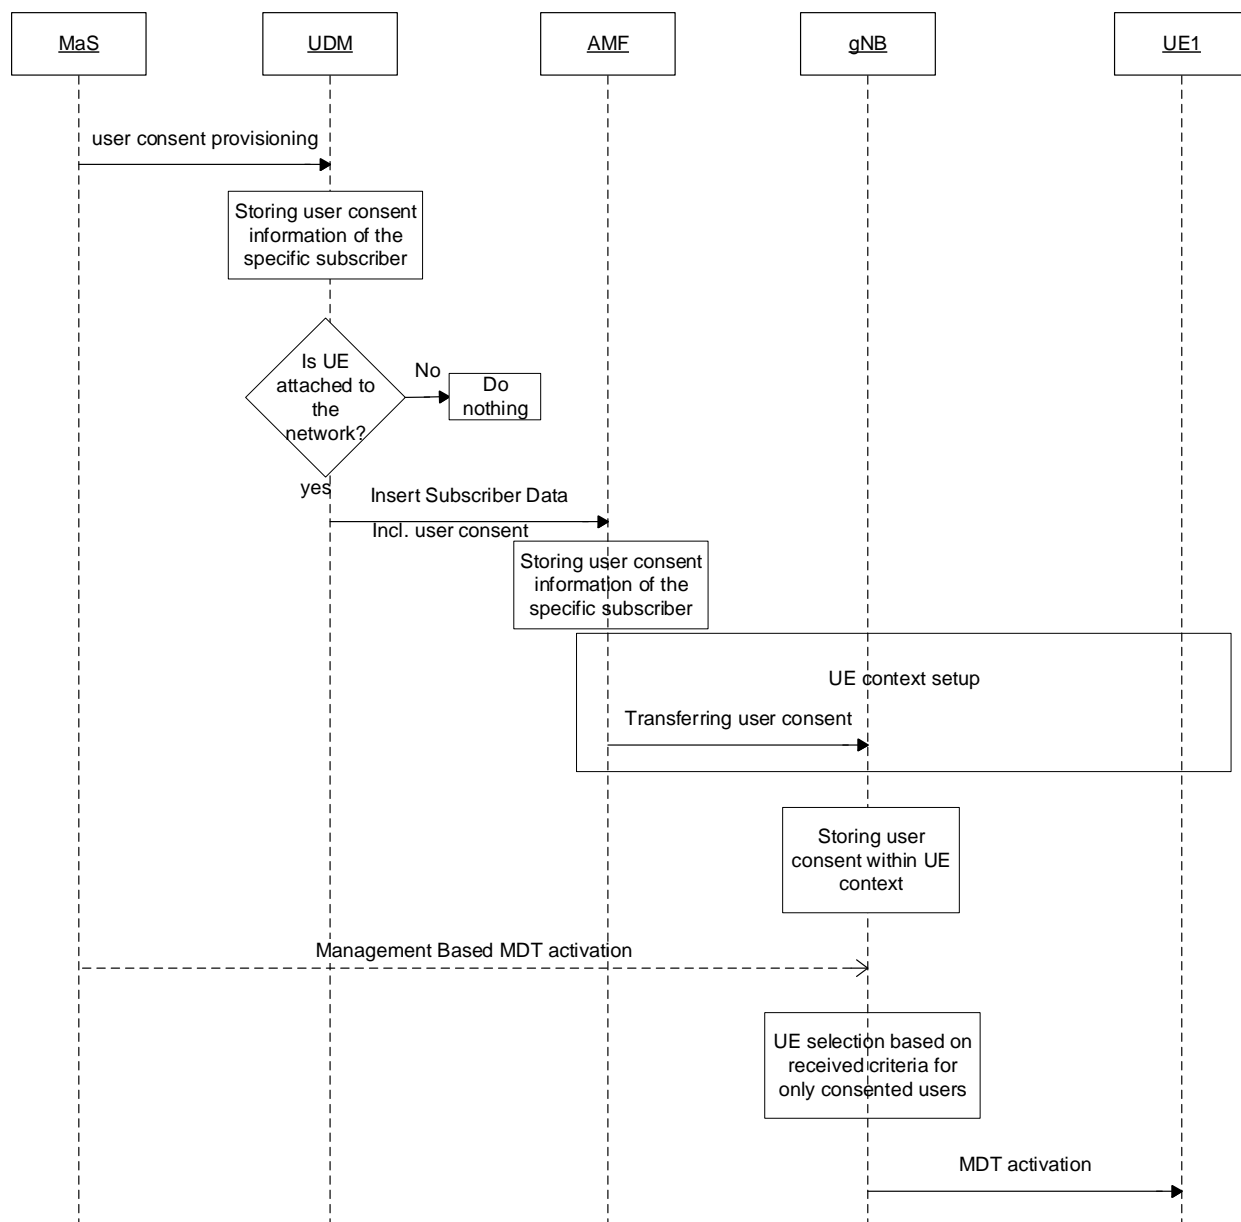 MaS
UDM
AMF
gNB
UE1
user consent provisioning
Storing user consent
information of the
specific subscriber
Is UE
attached to
the
network?
No
Do
nothing
yes
Insert Subscriber Data
Incl. user consent
Storing user consent
information of the
specific subscriber
UE context setup
Transferring user consent
Storing user
consent within UE
context
Management Based MDT activation
UE selection based on
received criteria for
only consented users
MDT activation